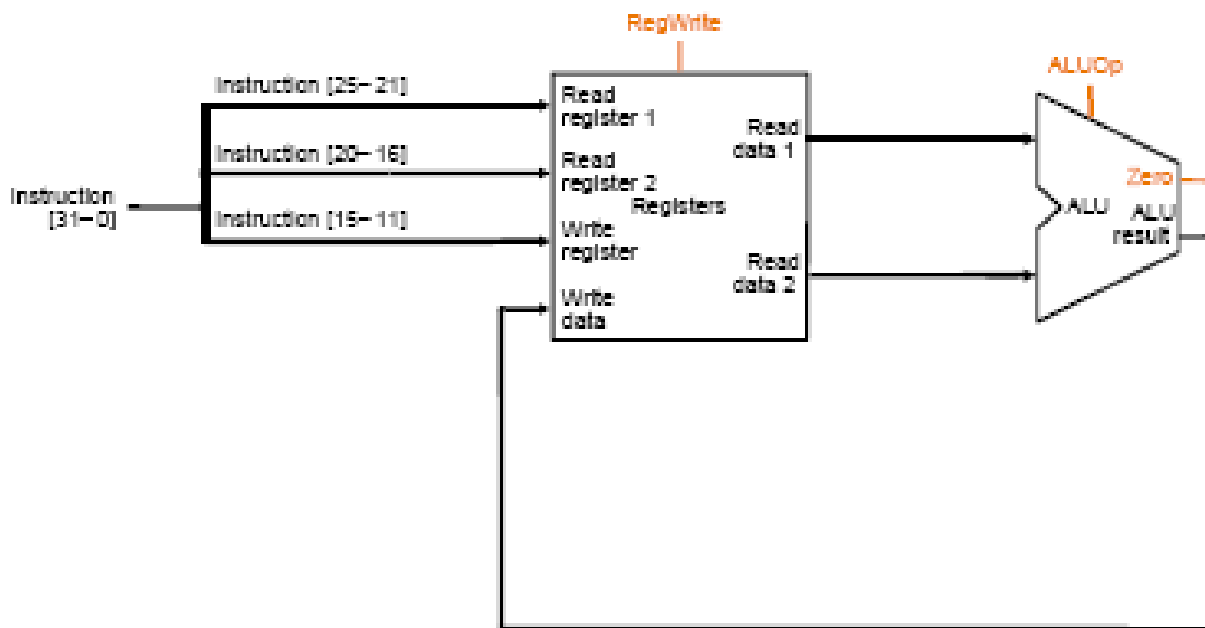 RegWrite
Instruction [25-21]
Read
register 1
Read
data 1
ALUOp
Instruction [20-16]
Read
register 2
Registers
Instruction
[31-0]
Instruction [15-11]
Write
register
Read
data 2
Write
data
Zero
ALU
ALU
result